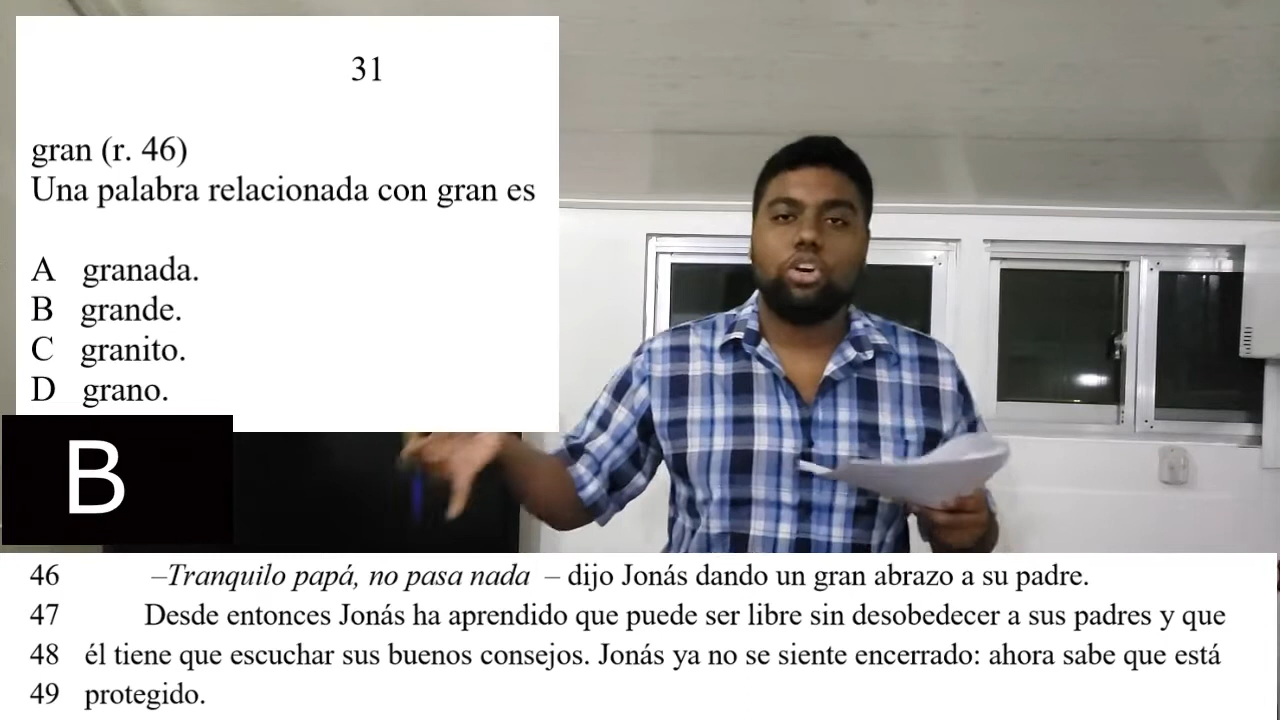 31
gran (r. 46)
Una palabra relacionada con gran es
A granada.
B grande.
C granito.
D grano.
B
46 –Tranquilo papá, no pasa nada – dijo Jonás dando un gran abrazo a su padre.
47 Desde entonces Jonás ha aprendido que puede ser libre sin desobedecer a sus padres y que
48 él tiene que escuchar sus buenos consejos. Jonás ya no se siente encerrado: ahora sabe que está
49 protegido.